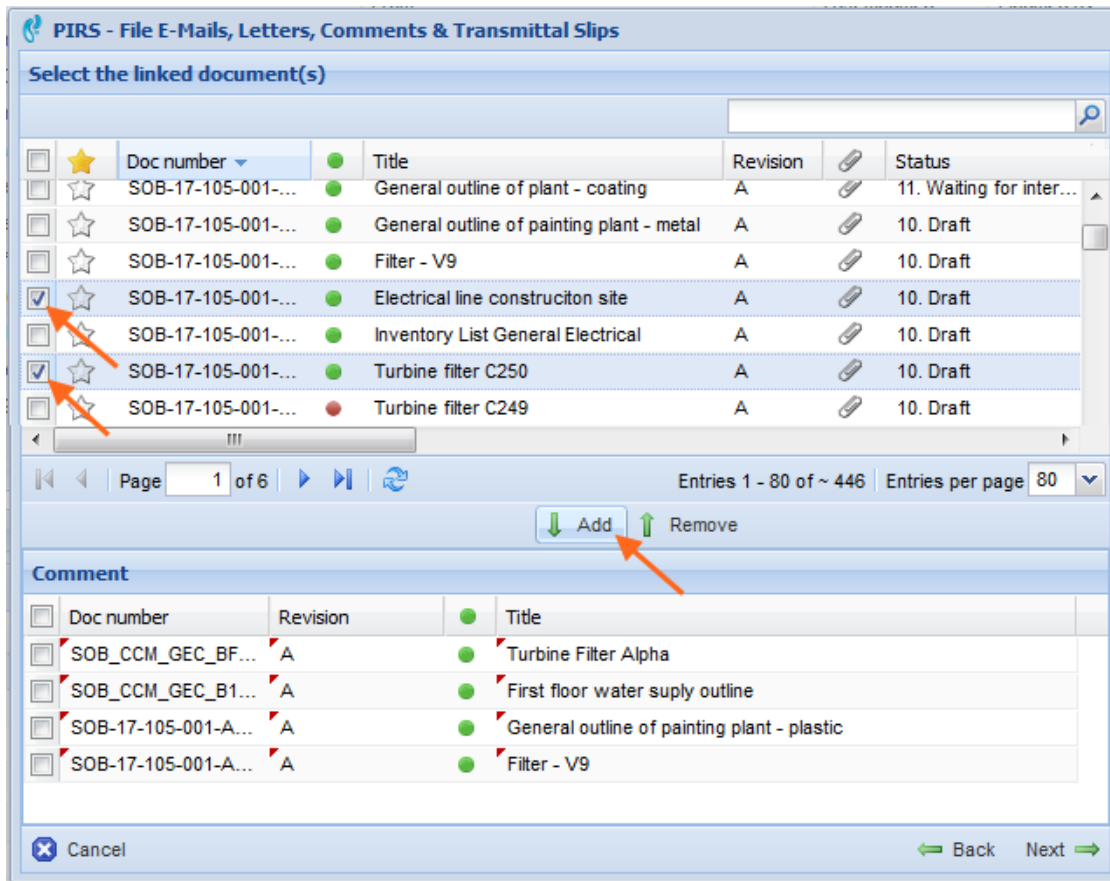 PIRS - File E-Mails, Letters, Comments & Transmittal Slips
Select the linked document(s)
Doc number Title Revision Status
SOB-17-105-001-... General outline of plant - coating A 11. Waiting for inter...
SOB-17-105-001-... General outline of painting plant - metal A 10. Draft
SOB-17-105-001-... Filter - V9 A 10. Draft
SOB-17-105-001-... Electrical line construciton site A 10. Draft
SOB-17-105-001-... Inventory List General Electrical A 10. Draft
SOB-17-105-001-... Turbine filter C250 A 10. Draft
SOB-17-105-001-... Turbine filter C249 A 10. Draft
Page 1 of 6 Entries 1 - 80 of ~ 446 Entries per page 80
Add Remove
Comment
Doc number Revision Title
SOB_CCM_GEC_BF... A Turbine Filter Alpha
SOB_CCM_GEC_B1... A First floor water suply outline
SOB-17-105-001-A... A General outline of painting plant - plastic
SOB-17-105-001-A... A Filter - V9
Cancel Back Next